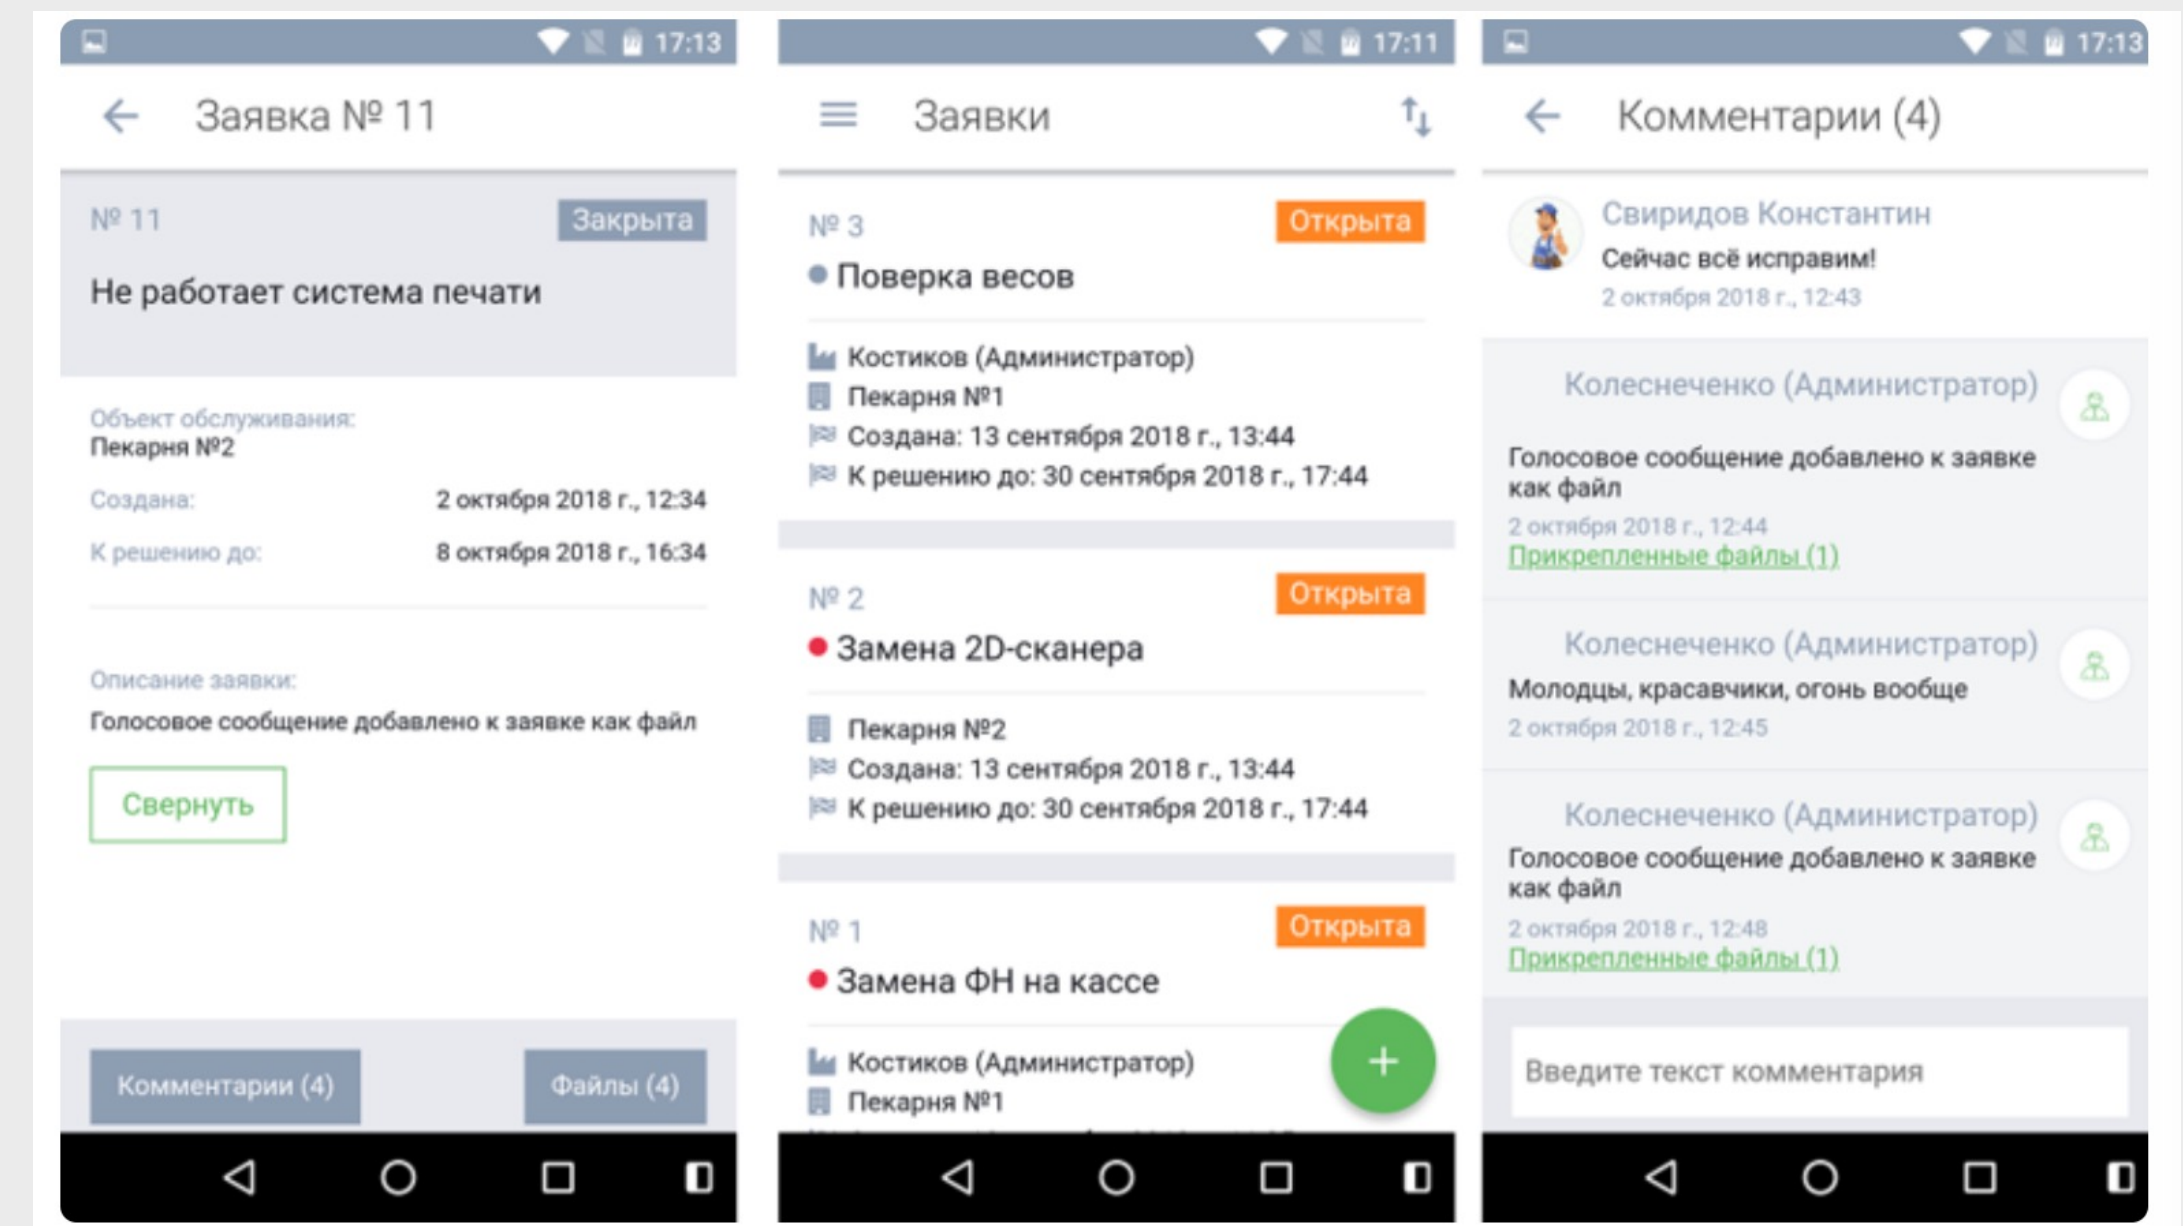 17:13
Заявка № 11
№ 11
Закрыта
Не работает система печати
Объект обслуживания:
Пекарня №2
Создана: 2 октября 2018 г., 12:34
К решению до: 8 октября 2018 г., 16:34
Описание заявки:
Голосовое сообщение добавлено к заявке как файл
Свернуть
Комментарии (4)
Файлы (4)
17:11
Заявки
№ 3
Открыта
Поверка весов
Костиков (Администратор)
Пекарня №1
Создана: 13 сентября 2018 г., 13:44
К решению до: 30 сентября 2018 г., 17:44
№ 2
Открыта
Замена 2D-сканера
Пекарня №2
Создана: 13 сентября 2018 г., 13:44
К решению до: 30 сентября 2018 г., 17:44
№ 1
Открыта
Замена ФН на кассе
Костиков (Администратор)
Пекарня №1
17:13
Комментарии (4)
Свиридов Константин
Сейчас всё исправим!
2 октября 2018 г., 12:43
Колесниченко (Администратор)
Голосовое сообщение добавлено к заявке
как файл
2 октября 2018 г., 12:44
Прикрепленные файлы (1)
Колеснеченко (Администратор)
Молодцы, красавчики, огонь вообще
2 октября 2018 г., 12:45
Колеснеченко (Администратор)
Голосовое сообщение добавлено к заявке
как файл
2 октября 2018 г., 12:48
Прикрепленные файлы (1)
Введите текст комментария